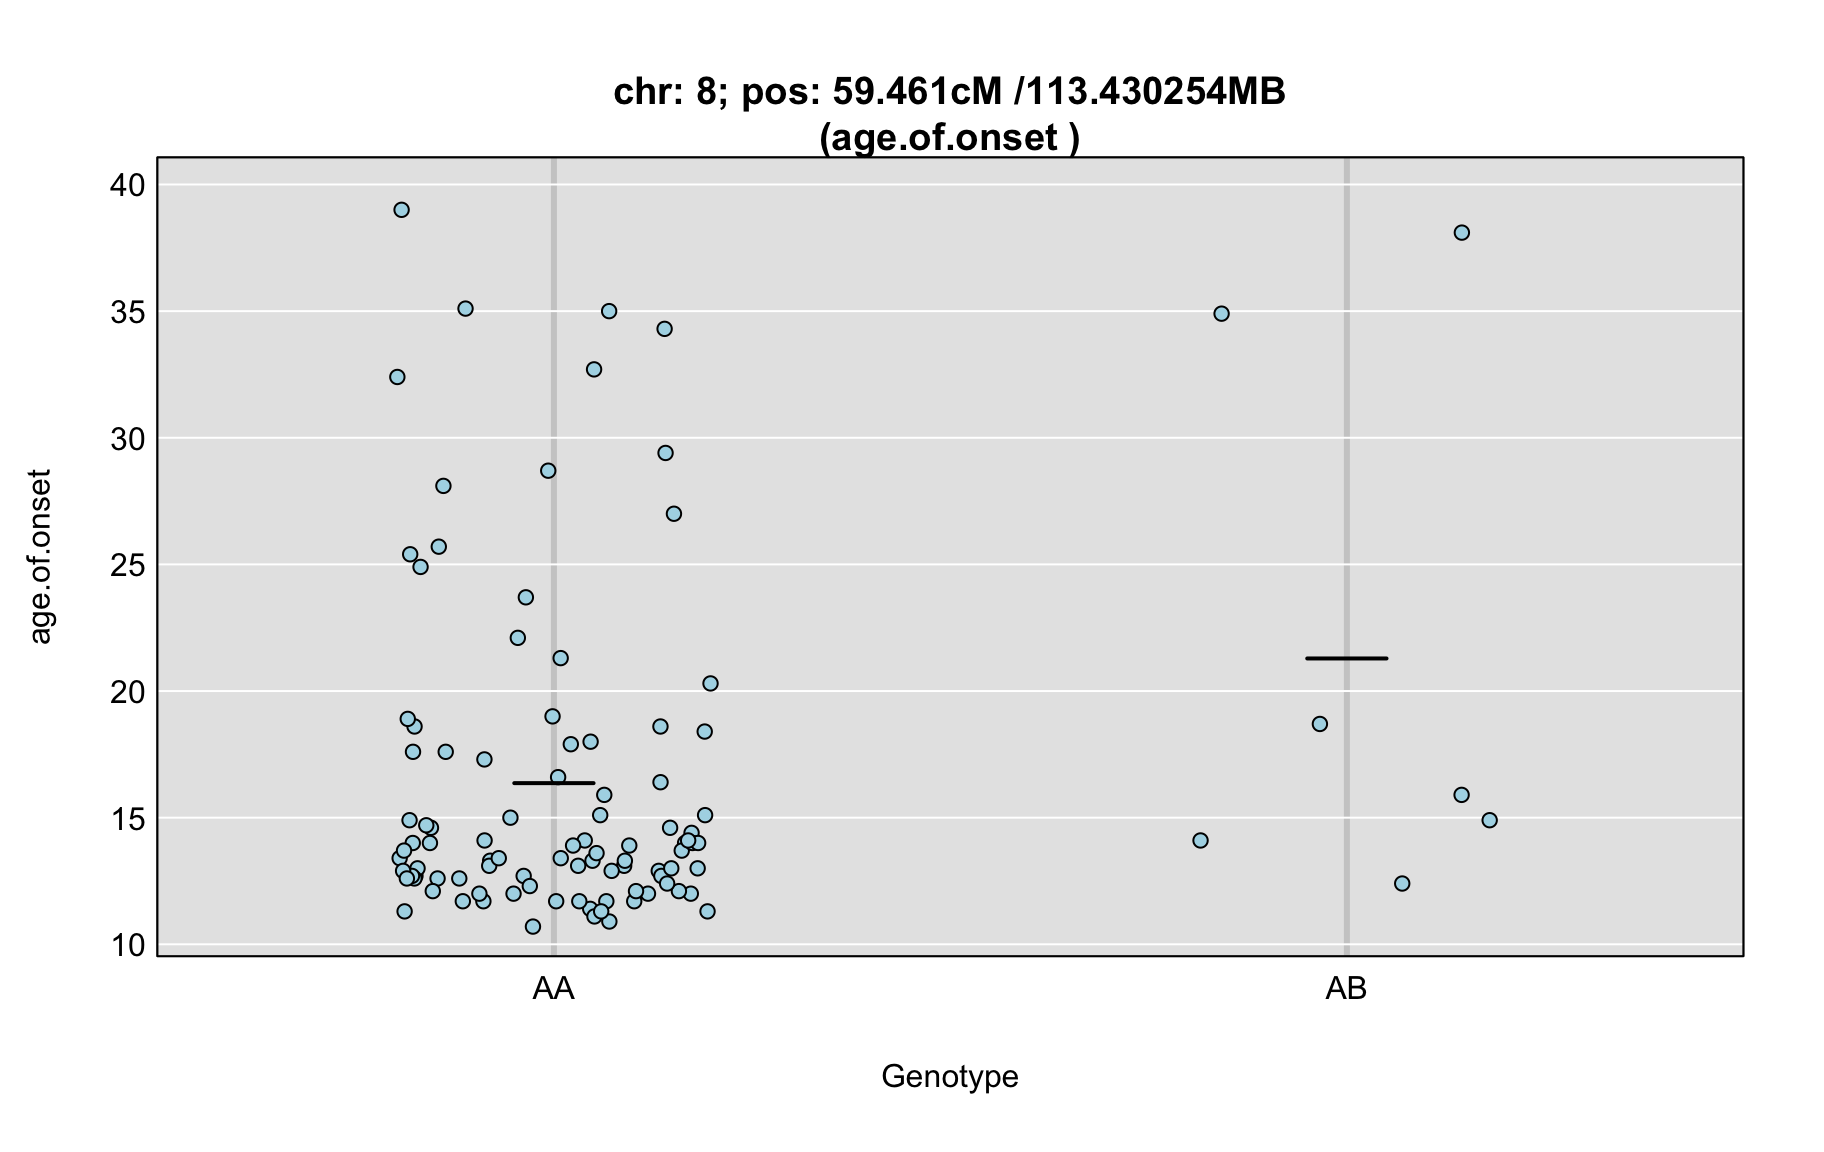 chr: 8; pos: 59.461cM /113.430254MB
(age.of.onset )
40
35
30
25
20
15
10
age.of.onset
AA
AB
Genotype